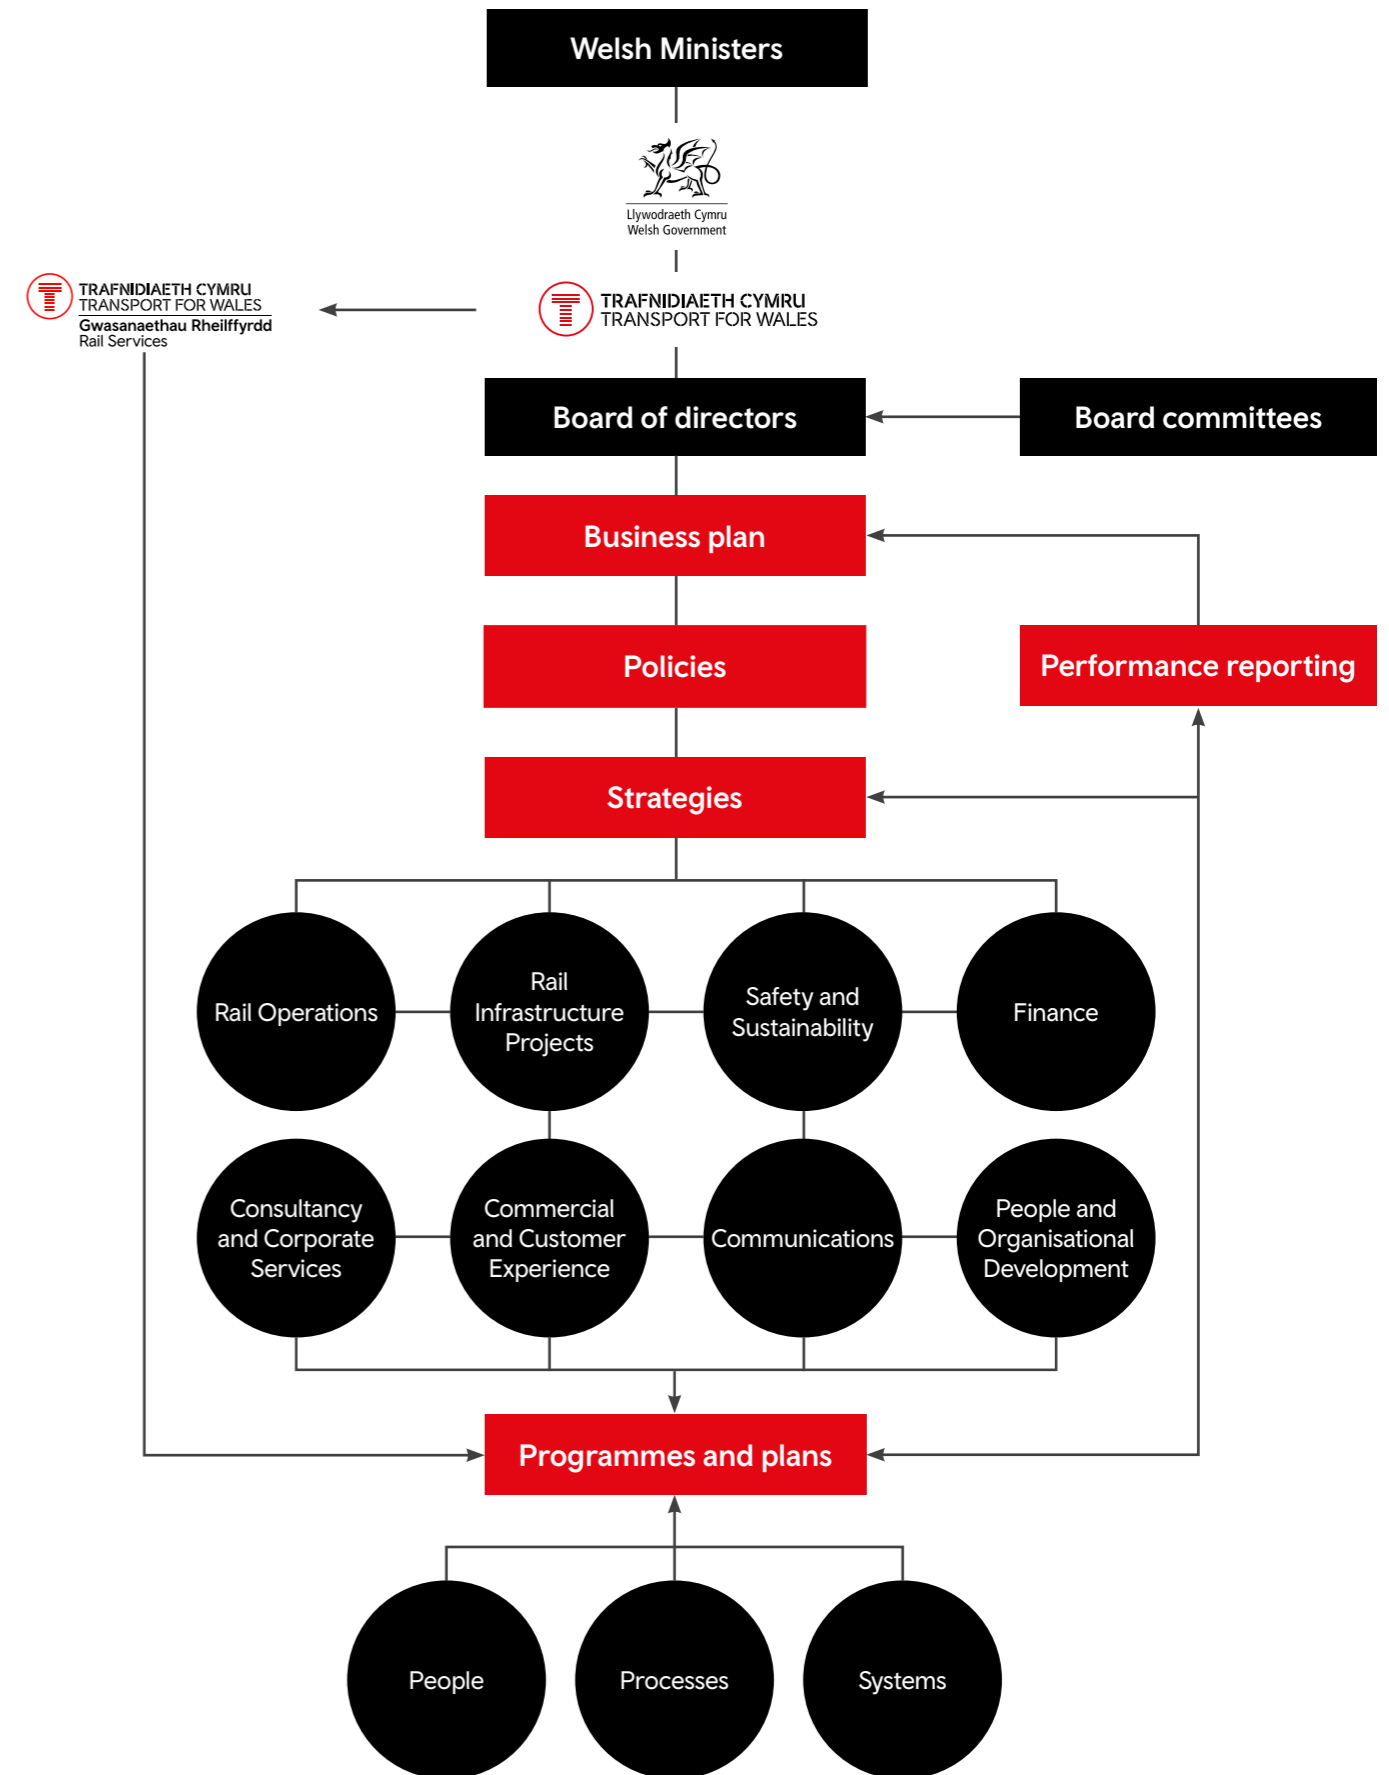 Welsh Ministers
Llywodraeth Cymru
Welsh Government
TRAFNIDIAETH CYMRU
TRANSPORT FOR WALES
Gwasanaethau Rheilffyrdd
Rail Services
TRAFNIDIAETH CYMRU
TRANSPORT FOR WALES
Board of directors
Board committees
Business plan
Policies
Performance reporting
Strategies
Rail Operations
Rail
Infrastructure
Projects
Safety and
Sustainability
Finance
Consultancy
and Corporate
Services
Commercial
and Customer
Experience
Communications
People and
Organisational
Development
Programmes and plans
People
Processes
Systems